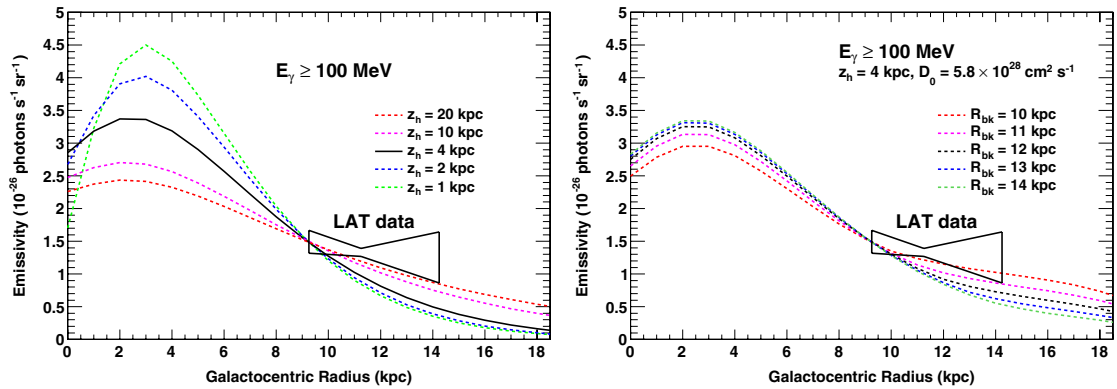 E_γ ≥ 100 MeV
z_h = 20 kpc
z_h = 10 kpc
z_h = 4 kpc
z_h = 2 kpc
z_h = 1 kpc
LAT data
Emissivity (10^-26 photons s^-1 sr^-1)
5
4.5
4
3.5
3
2.5
2
1.5
1
0.5
0
0 2 4 6 8 10 12 14 16 18
Galactocentric Radius (kpc)
E_γ ≥ 100 MeV
z_h = 4 kpc, D_0 = 5.8 × 10^28 cm^2 s^-1
R_bk = 10 kpc
R_bk = 11 kpc
R_bk = 12 kpc
R_bk = 13 kpc
R_bk = 14 kpc
LAT data
Emissivity (10^-26 photons s^-1 sr^-1)
5
4.5
4
3.5
3
2.5
2
1.5
1
0.5
0
0 2 4 6 8 10 12 14 16 18
Galactocentric Radius (kpc)